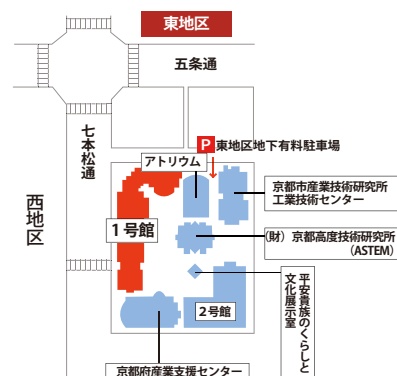 東地区
五条通
七本松通
P 東地区地下有料駐車場
アトリウム
西地区
京都市産業技術研究所
工業技術センター
1号館
(財)京都高度技術研究所
(ASTEM)
平安貴族のくらしと
文化展示室
2号館
京都府産業支援センター